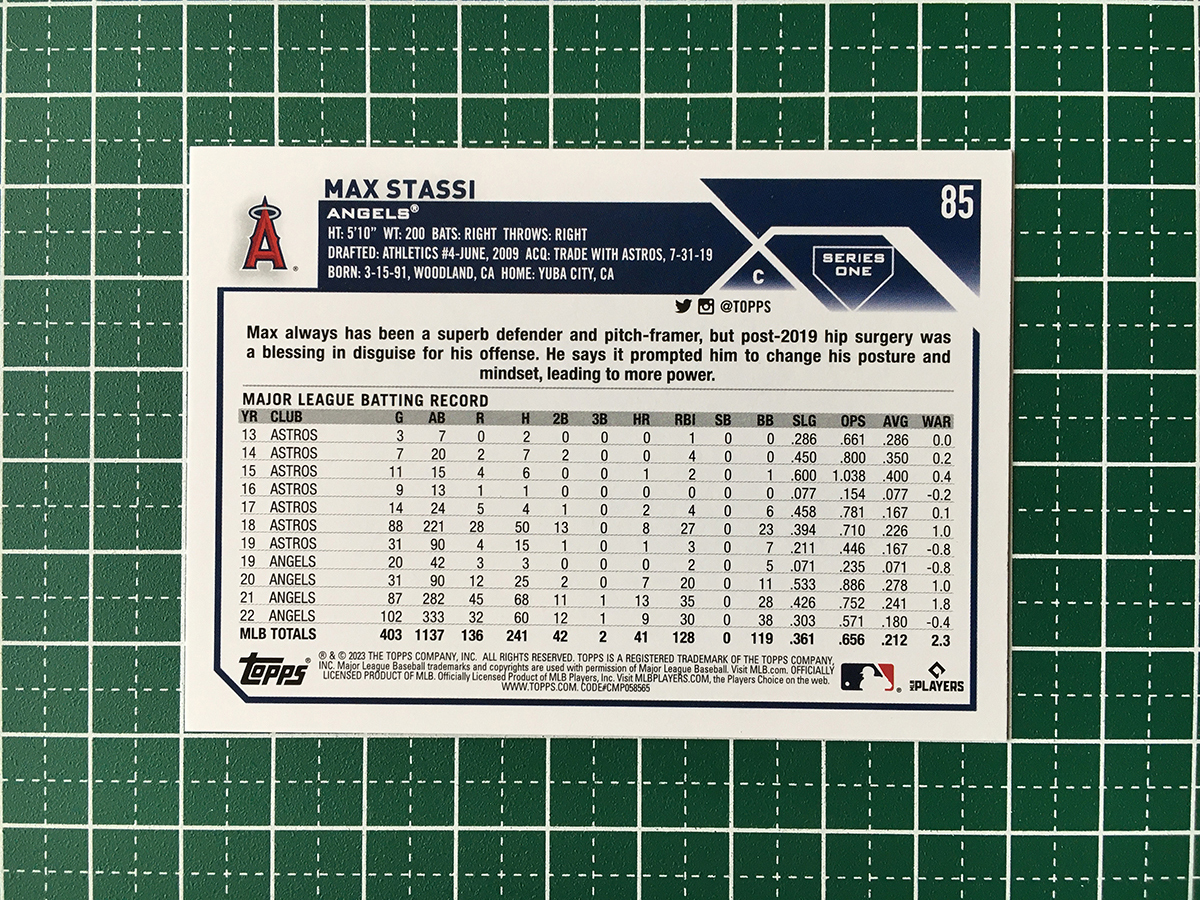 MAX STASSI
85
ANGELS®
HT: 5'10" WT: 200 BATS: RIGHT THROWS: RIGHT
DRAFTED: ATHLETICS #4-JUNE, 2009 ACQ: TRADE WITH ASTROS, 7-31-19
BORN: 3-15-91, WOODLAND, CA HOME: YUBA CITY, CA
A®
C
SERIES
ONE
@TOPPS
Max always has been a superb defender and pitch-framer, but post-2019 hip surgery was
a blessing in disguise for his offense. He says it prompted him to change his posture and
mindset, leading to more power.
MAJOR LEAGUE BATTING RECORD
YR CLUB G AB R H 2B 3B HR RBI SB BB SLG OPS AVG WAR
13 ASTROS 3 7 0 2 0 0 0 1 0 0 .286 .661 .286 0.0
14 ASTROS 7 20 2 7 2 0 0 4 0 0 .450 .800 .350 0.2
15 ASTROS 11 15 4 6 0 0 1 2 0 1 .600 1.038 .400 0.4
16 ASTROS 9 13 1 1 0 0 0 0 0 0 .077 .154 .077 -0.2
17 ASTROS 14 24 5 4 1 0 2 4 0 6 .458 .781 .167 0.1
18 ASTROS 88 221 28 50 13 0 8 27 0 23 .394 .710 .226 1.0
19 ASTROS 31 90 4 15 1 0 1 3 0 7 .211 .446 .167 -0.8
19 ANGELS 20 42 3 3 0 0 0 2 0 5 .071 .235 .071 -0.8
20 ANGELS 31 90 12 25 2 0 7 20 0 11 .533 .886 .278 1.0
21 ANGELS 87 282 45 68 11 1 13 35 0 28 .426 .752 .241 1.8
22 ANGELS 102 333 32 60 12 1 9 30 0 38 .303 .571 .180 -0.4
MLB TOTALS 403 1137 136 241 42 2 41 128 0 119 .361 .656 .212 2.3
topps®
® & © 2023 THE TOPPS COMPANY, INC. ALL RIGHTS RESERVED. TOPPS IS A REGISTERED TRADEMARK OF THE TOPPS COMPANY,
INC. Major League Baseball trademarks and copyrights are used with permission of Major League Baseball. Visit MLB.com. OFFICIALLY
LICENSED PRODUCT OF MLB. Officially Licensed Product of MLB Players, Inc. Visit MLBPLAYERS.COM, the Players Choice on the web.
WWW.TOPPS.COM. CODE#CMP058565
MLB PLAYERS